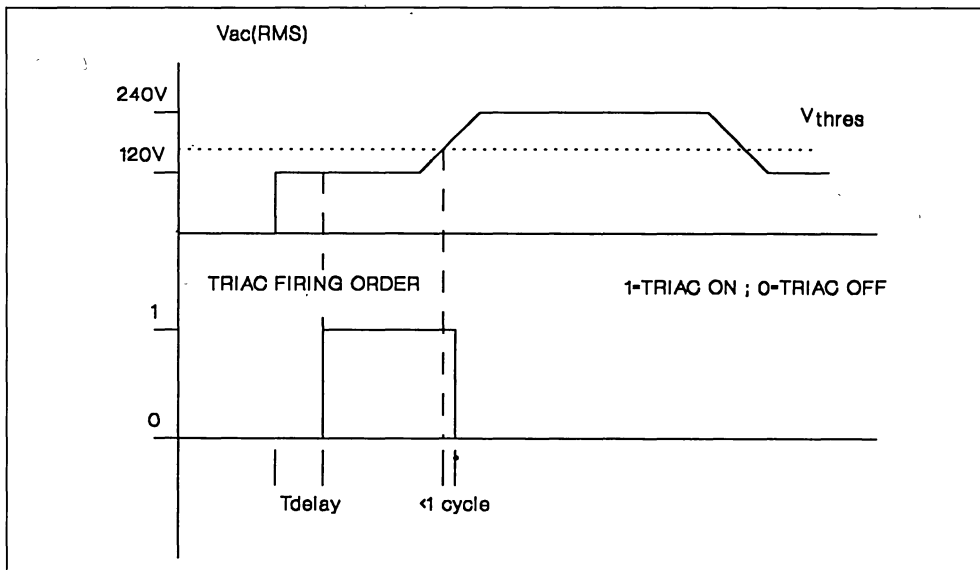 Vac(RMS)
240V
Vthres
120V
TRIAC FIRING ORDER
1=TRIAC ON ; 0=TRIAC OFF
1
0
Tdelay
<1 cycle